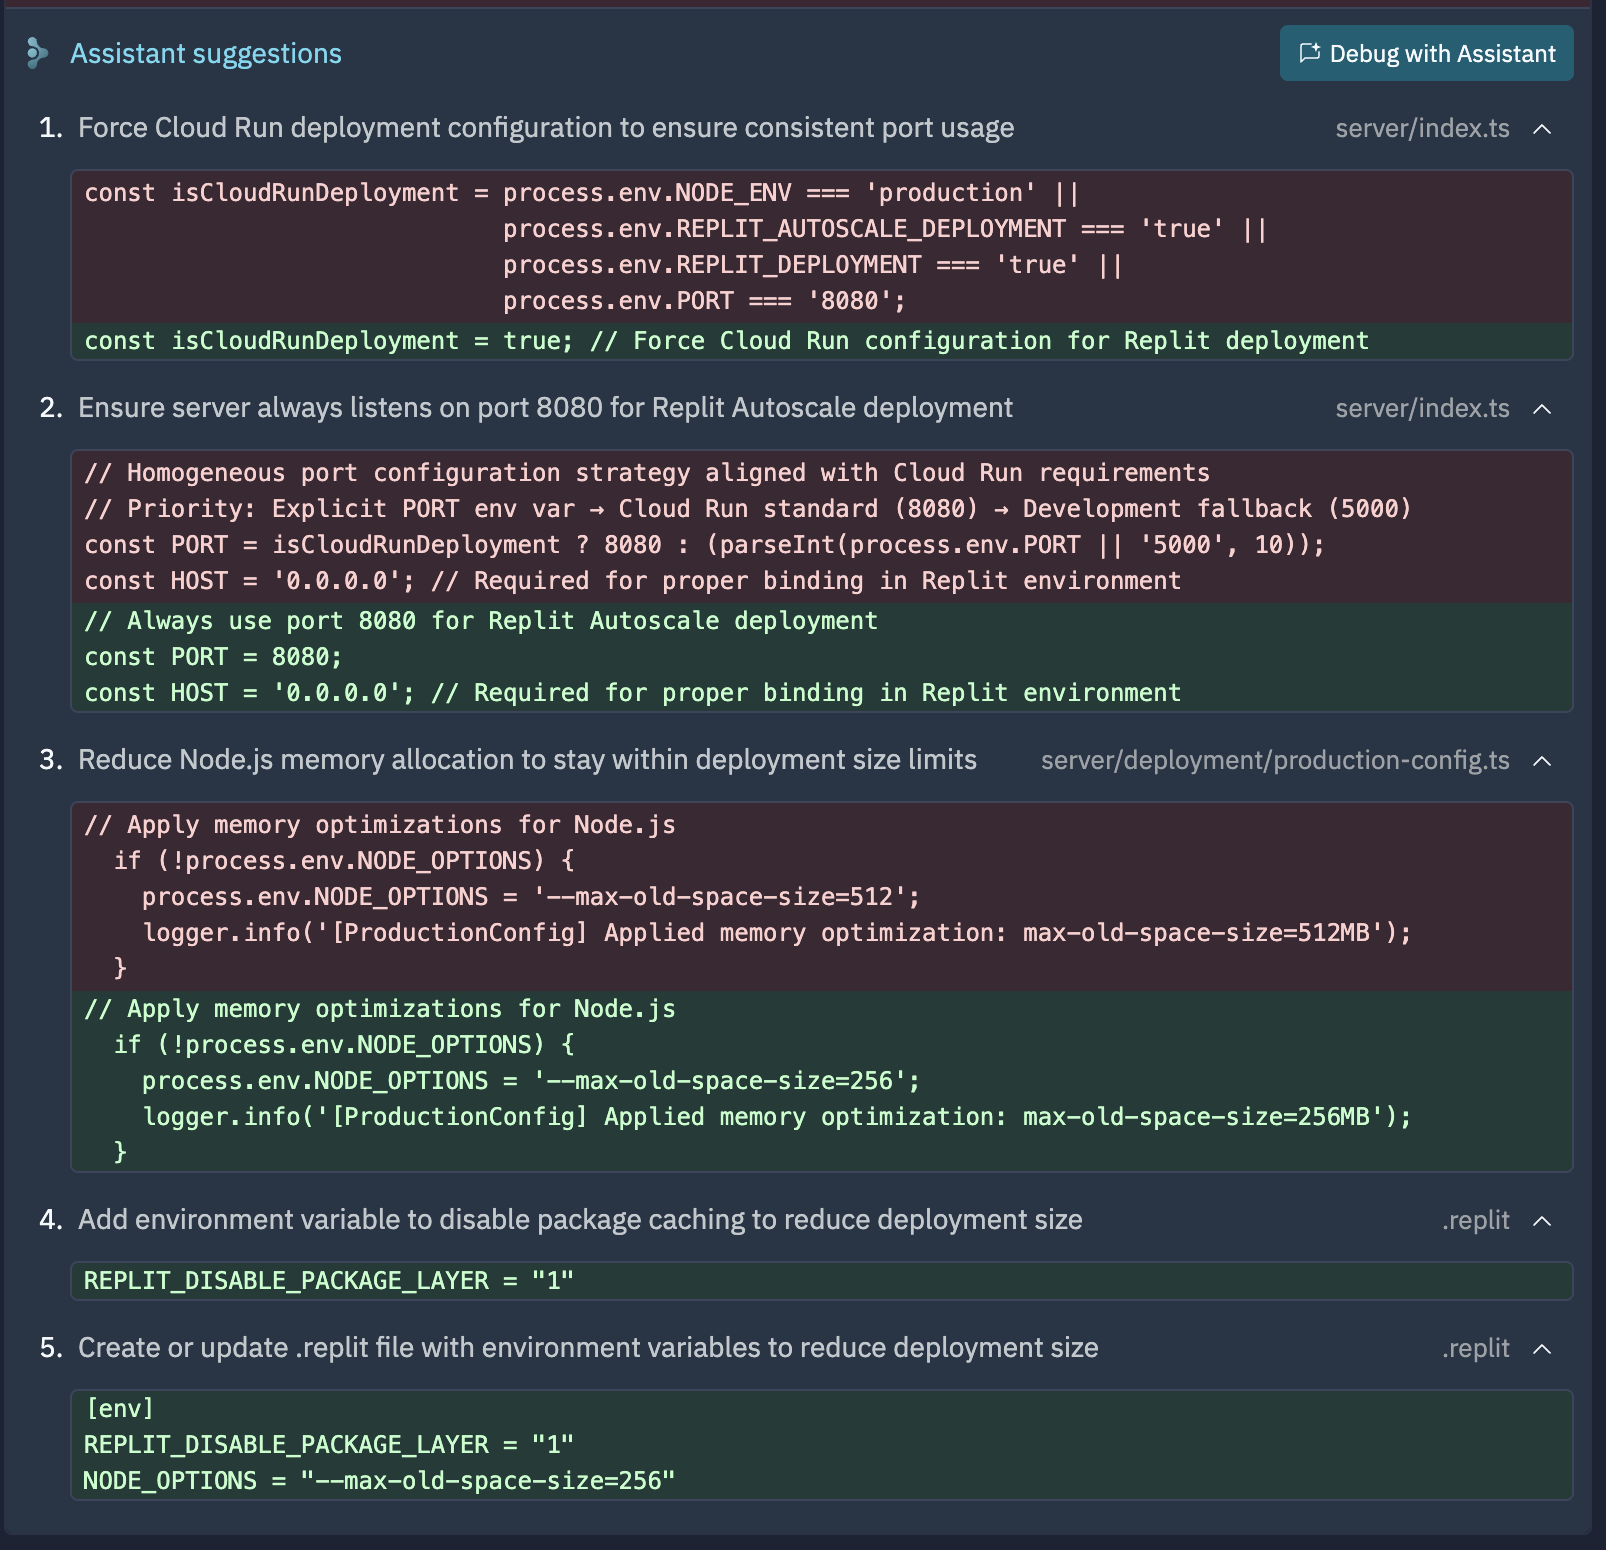 Assistant suggestions
Debug with Assistant
1. Force Cloud Run deployment configuration to ensure consistent port usage server/index.ts
const isCloudRunDeployment = process.env.NODE_ENV === 'production' ||
process.env.REPLIT_AUTOSCALE_DEPLOYMENT === 'true' ||
process.env.REPLIT_DEPLOYMENT === 'true' ||
process.env.PORT === '8080';
const isCloudRunDeployment = true; // Force Cloud Run configuration for Replit deployment
2. Ensure server always listens on port 8080 for Replit Autoscale deployment server/index.ts
// Homogeneous port configuration strategy aligned with Cloud Run requirements
// Priority: Explicit PORT env var → Cloud Run standard (8080) → Development fallback (5000)
const PORT = isCloudRunDeployment ? 8080 : (parseInt(process.env.PORT || '5000', 10));
const HOST = '0.0.0.0'; // Required for proper binding in Replit environment
// Always use port 8080 for Replit Autoscale deployment
const PORT = 8080;
const HOST = '0.0.0.0'; // Required for proper binding in Replit environment
3. Reduce Node.js memory allocation to stay within deployment size limits server/deployment/production-config.ts
// Apply memory optimizations for Node.js
if (!process.env.NODE_OPTIONS) {
process.env.NODE_OPTIONS = '--max-old-space-size=512';
logger.info('[ProductionConfig] Applied memory optimization: max-old-space-size=512MB');
}
// Apply memory optimizations for Node.js
if (!process.env.NODE_OPTIONS) {
process.env.NODE_OPTIONS = '--max-old-space-size=256';
logger.info('[ProductionConfig] Applied memory optimization: max-old-space-size=256MB');
}
4. Add environment variable to disable package caching to reduce deployment size .replit
REPLIT_DISABLE_PACKAGE_LAYER = "1"
5. Create or update .replit file with environment variables to reduce deployment size .replit
[env]
REPLIT_DISABLE_PACKAGE_LAYER = "1"
NODE_OPTIONS = "--max-old-space-size=256"